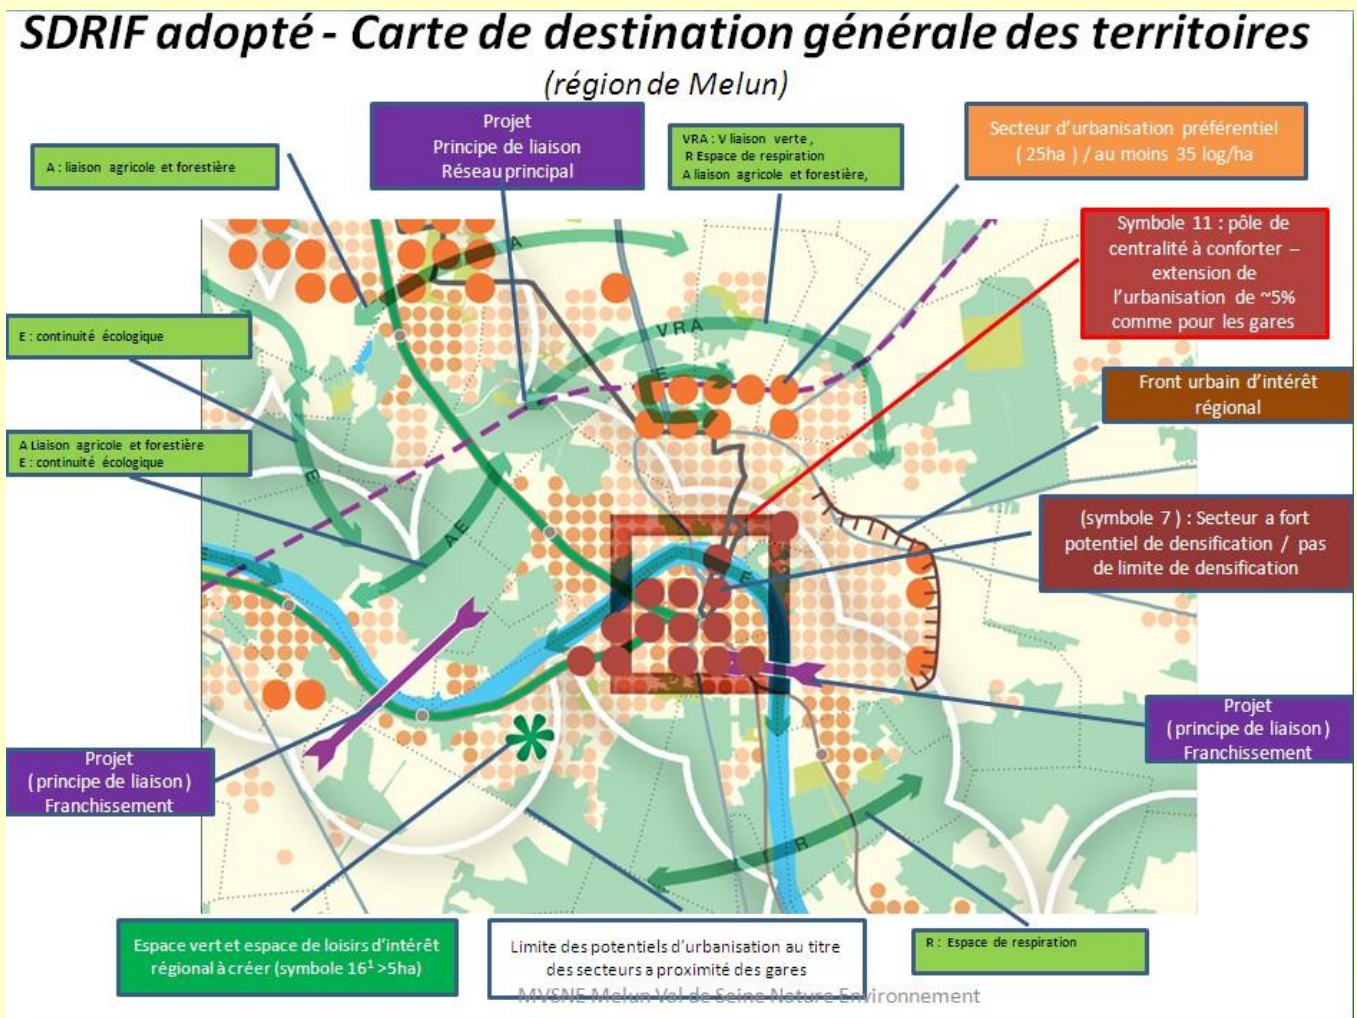 SDRIF adopté - Carte de destination générale des territoires
(région de Melun)
Projet
Principe de liaison
Réseau principal
VRA : V liaison verte ,
R Espace de respiration
A liaison agricole et forestière,
Secteur d'urbanisation préférentiel
( 25ha ) / au moins 35 log/ha
A : liaison agricole et forestière
Symbole 11 : pôle de
centralité à conforter –
extension de
l'urbanisation de ~5%
comme pour les gares
E : continuité écologique
Front urbain d'intérêt
régional
A Liaison agricole et forestière
E : continuité écologique
(symbole 7 ) : Secteur a fort
potentiel de densification / pas
de limite de densification
A
VRA
E
E
AE
E
R
Projet
( principe de liaison )
Franchissement
Projet
( principe de liaison )
Franchissement
Espace vert et espace de loisirs d'intérêt
régional à créer (symbole 16¹ >5ha)
Limite des potentiels d'urbanisation au titre
des secteurs a proximité des gares
R : Espace de respiration
MVSNE Melun Val de Seine Nature Environnement